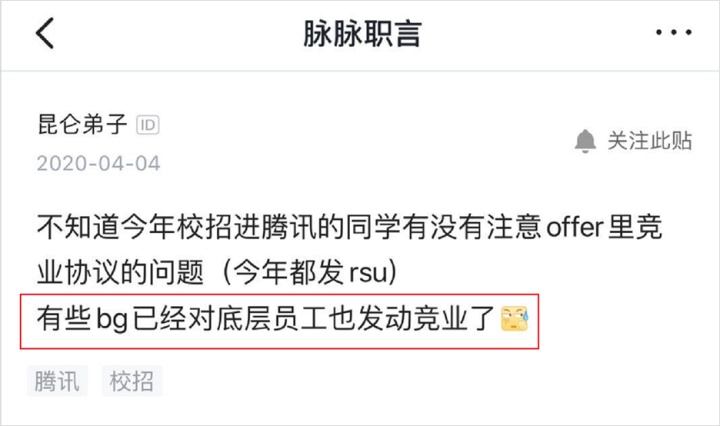 脉脉职言
昆仑弟子 ID
2020-04-04
关注此贴
不知道今年校招进腾讯的同学有没有注意offer里竞
业协议的问题（今年都发rsu）
有些bg已经对底层员工也发动竞业了
腾讯 校招